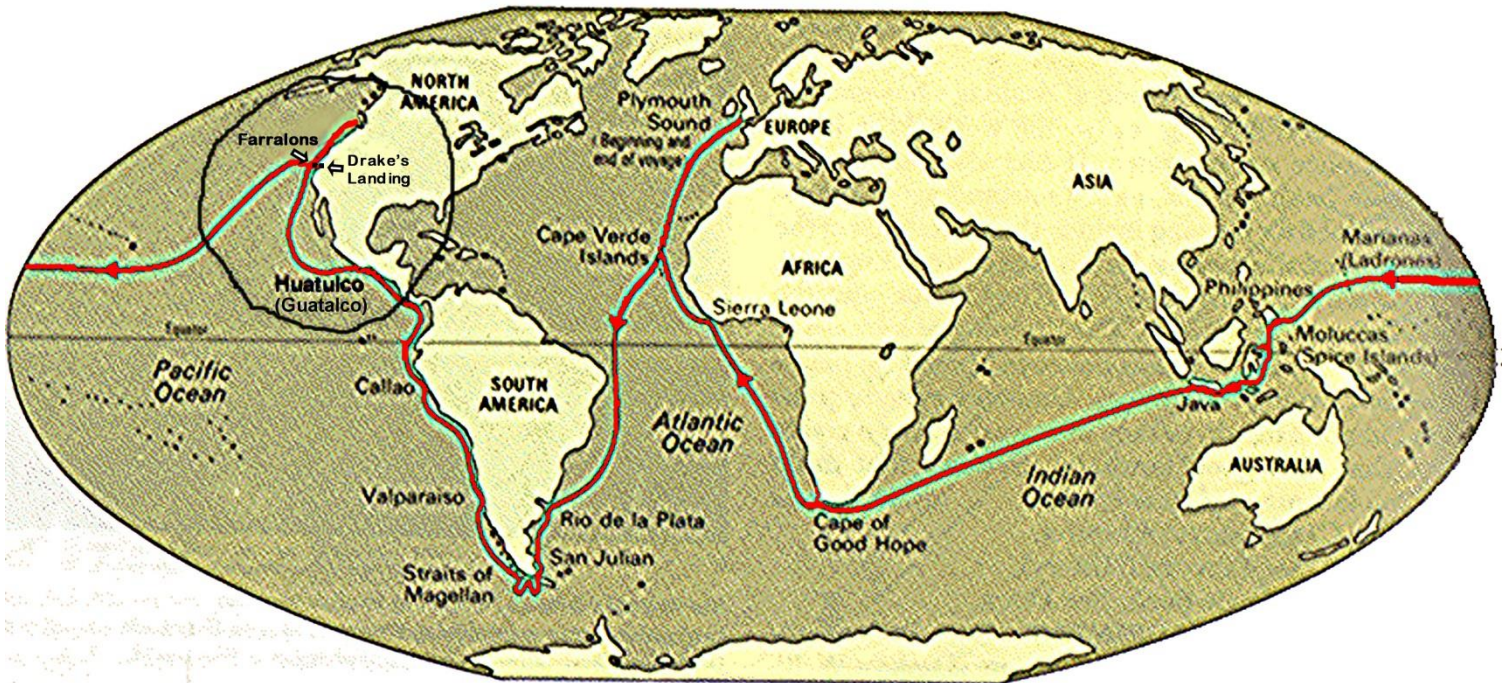 NORTH
AMERICA
Farralons
Drake's
Landing
Plymouth
Sound
( Beginning and
end of voyage)
EUROPE
ASIA
Cape Verde
Islands
AFRICA
Sierra Leone
Marianas
(Ladrones)
Philippines
Huatulco
(Guatalco)
Equator
Equator
Moluccas
(Spice Islands)
Pacific
Ocean
Callao
SOUTH
AMERICA
Atlantic
Ocean
Java
Indian
Ocean
AUSTRALIA
Valparaiso
Rio de la Plata
San Julian
Straits of
Magellan
Cape of
Good Hope